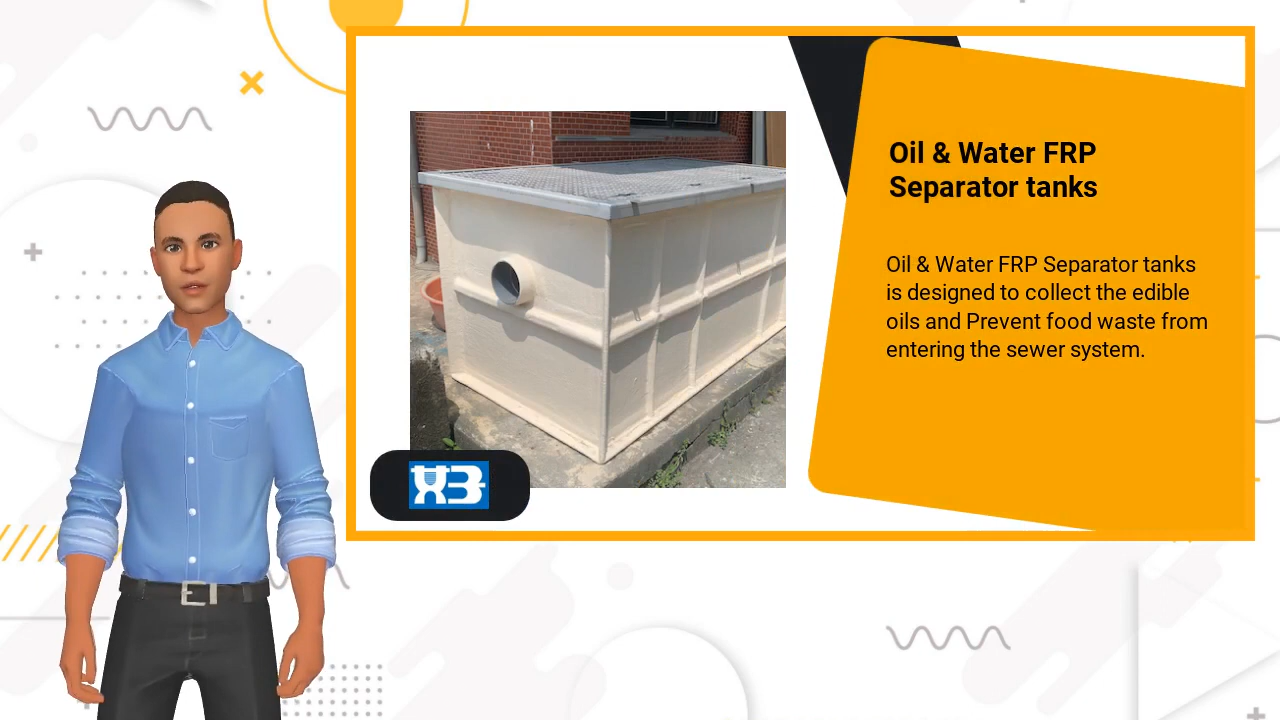 Oil & Water FRP
Separator tanks
Oil & Water FRP Separator tanks
is designed to collect the edible
oils and Prevent food waste from
entering the sewer system.